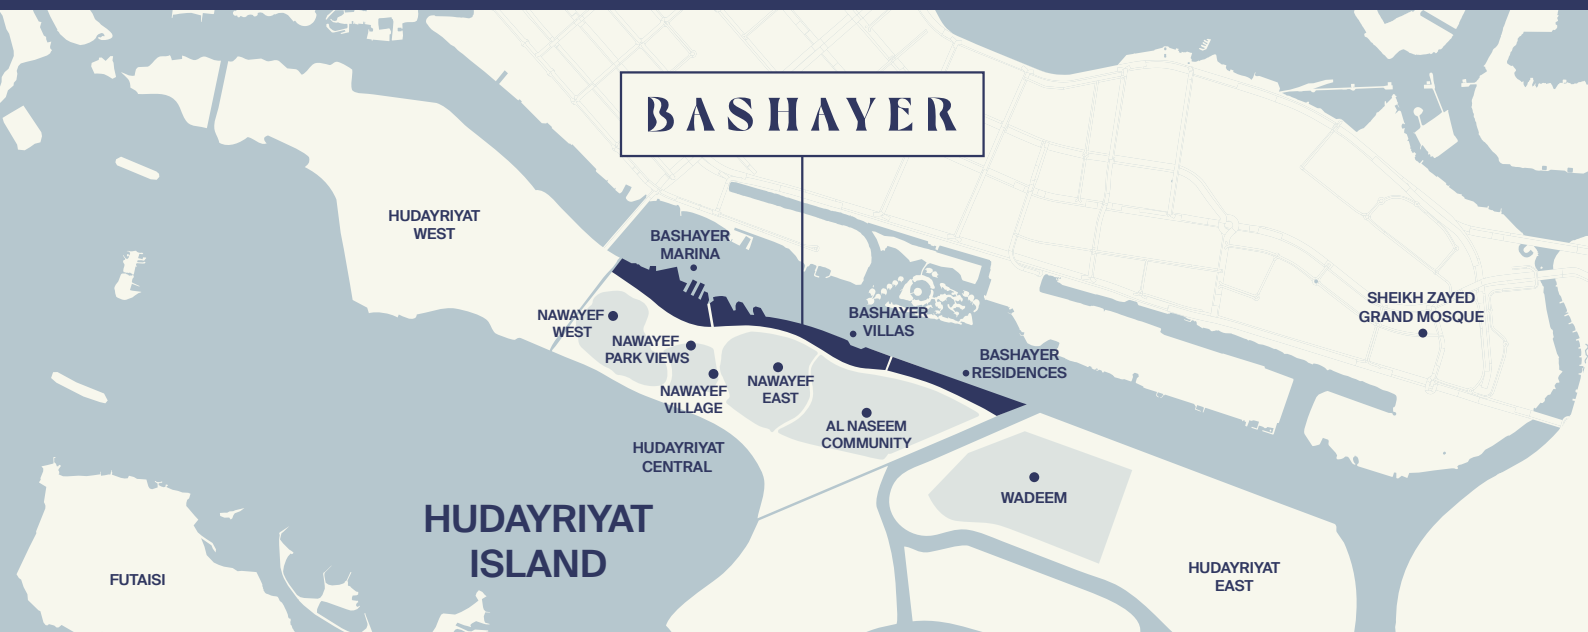 BASHAYER
HUDAYRIYAT
WEST
BASHAYER
MARINA
NAWAYEF
WEST
NAWAYEF
PARK VIEWS
NAWAYEF
VILLAGE
NAWAYEF
EAST
BASHAYER
VILLAS
BASHAYER
RESIDENCES
SHEIKH ZAYED
GRAND MOSQUE
AL NASEEM
COMMUNITY
HUDAYRIYAT
CENTRAL
HUDAYRIYAT
ISLAND
WADEEM
FUTAISI
HUDAYRIYAT
EAST